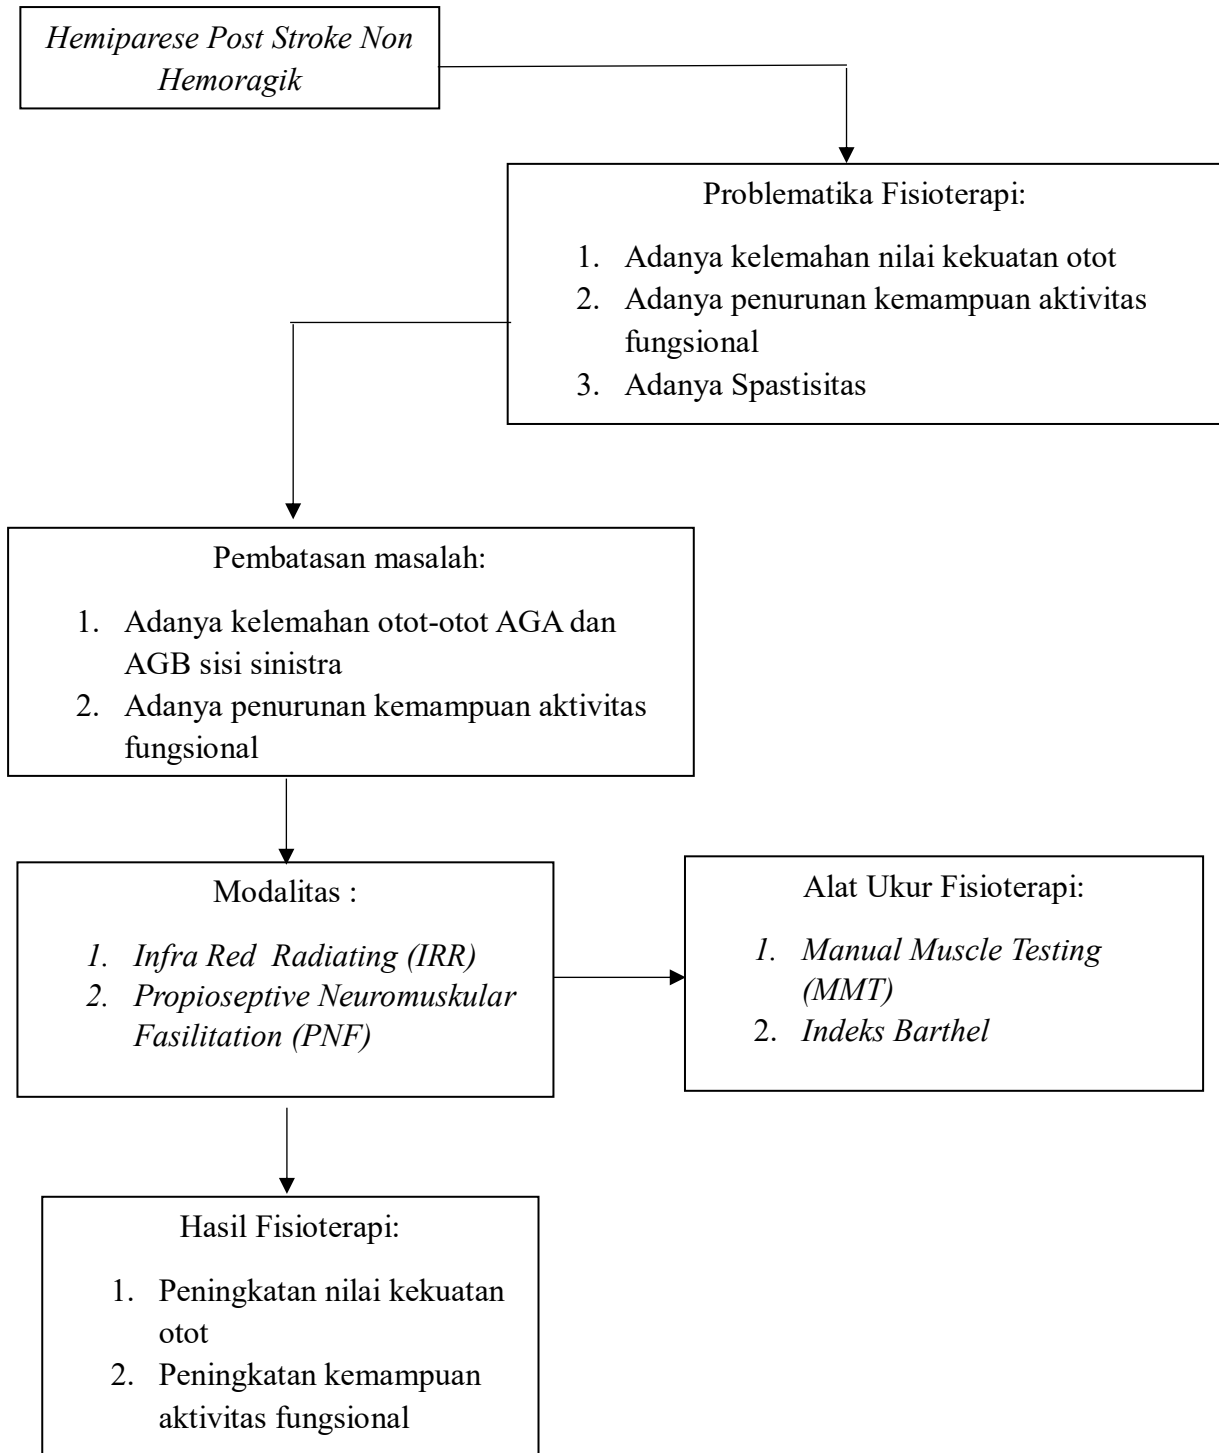 Hemiparese Post Stroke Non
Hemoragik
Problematika Fisioterapi:
1. Adanya kelemahan nilai kekuatan otot
2. Adanya penurunan kemampuan aktivitas
fungsional
3. Adanya Spastisitas
Pembatasan masalah:
1. Adanya kelemahan otot-otot AGA dan
AGB sisi sinistra
2. Adanya penurunan kemampuan aktivitas
fungsional
Modalitas :
1. Infra Red Radiating (IRR)
2. Propioseptive Neuromuskular
Fasilitation (PNF)
Alat Ukur Fisioterapi:
1. Manual Muscle Testing
(MMT)
2. Indeks Barthel
Hasil Fisioterapi:
1. Peningkatan nilai kekuatan
otot
2. Peningkatan kemampuan
aktivitas fungsional